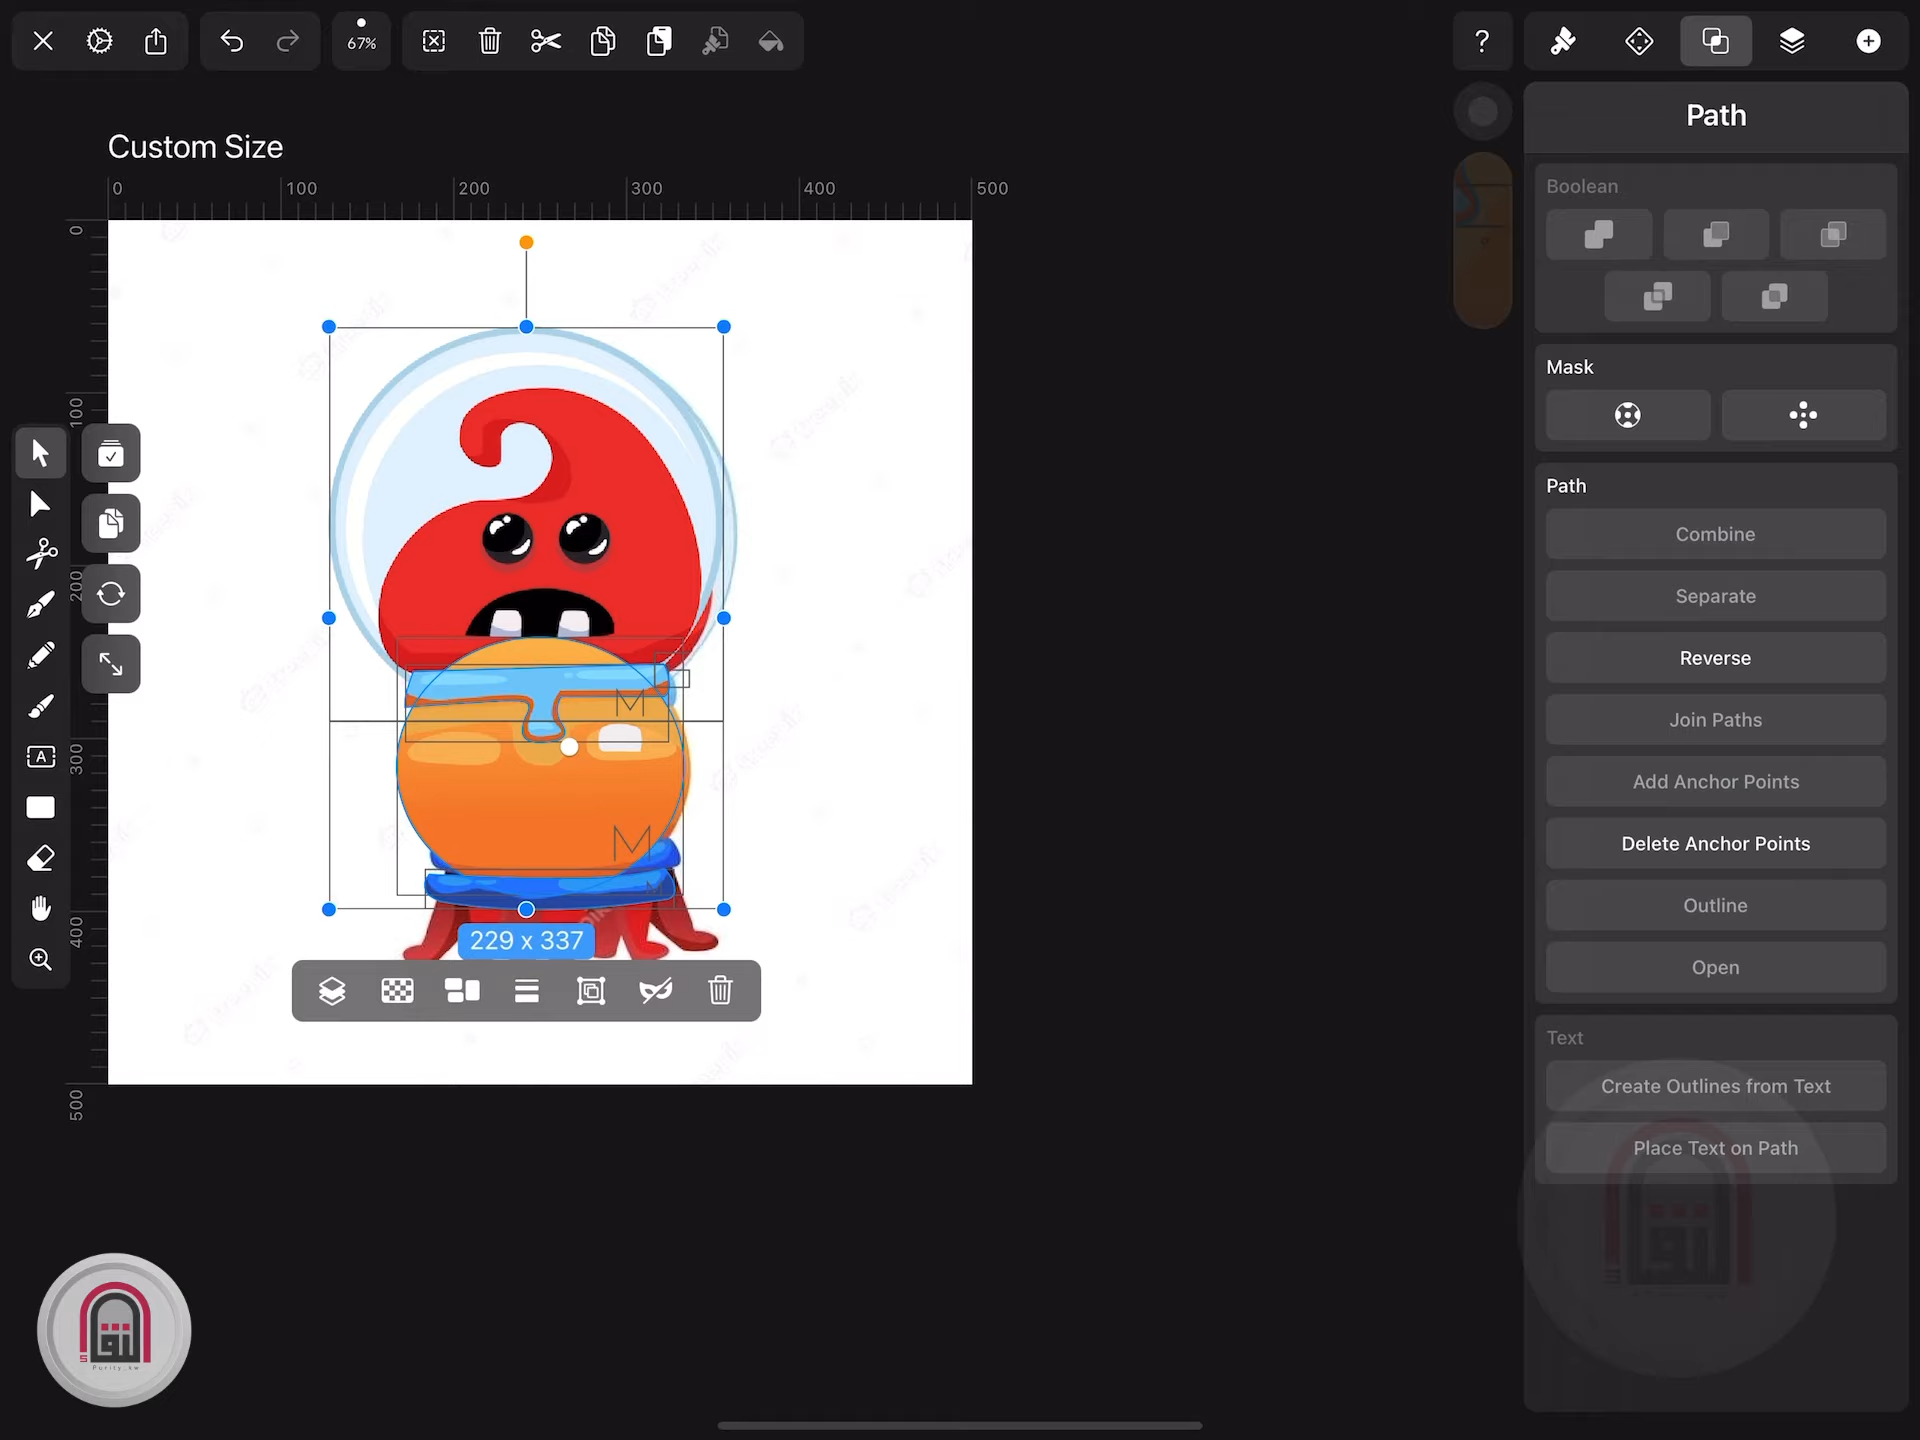 67%
?
Path
Custom Size
0 100 200 300 400 500
0
100
200
300
400
500
Boolean
Mask
Path
Combine
Separate
Reverse
Join Paths
Add Anchor Points
Delete Anchor Points
Outline
Open
Text
Create Outlines from Text
Place Text on Path
A
M
M
M
229 x 337
Purity_kw